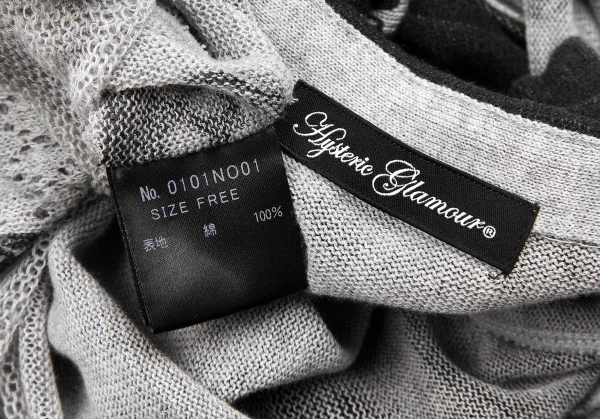 Hysteric Glamour®
No. 0101NO01
SIZE FREE
表地 綿 100%